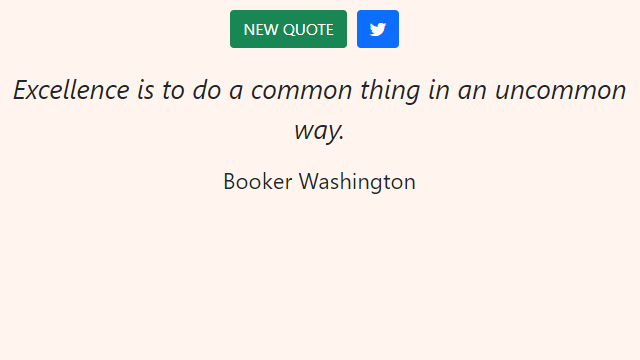 NEW QUOTE
Excellence is to do a common thing in an uncommon
way.
Booker Washington